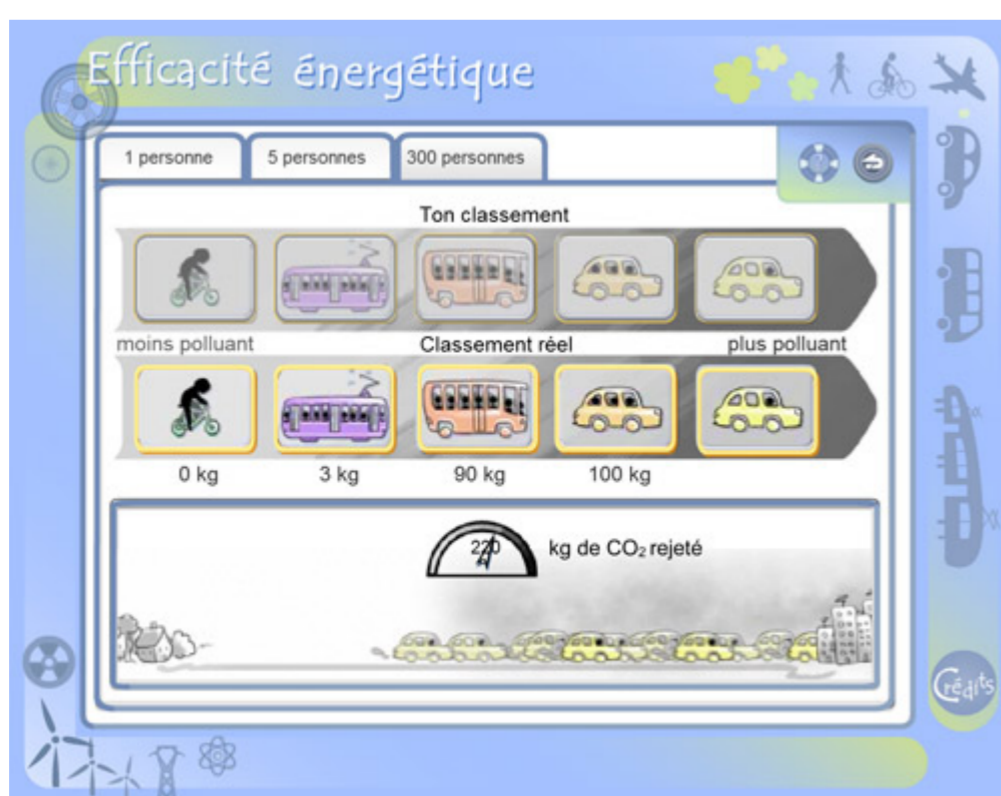 Efficacité énergétique
1 personne
5 personnes
300 personnes
?
Ton classement
moins polluant
Classement réel
plus polluant
0 kg
3 kg
90 kg
100 kg
220
kg de CO₂ rejeté
Crédits